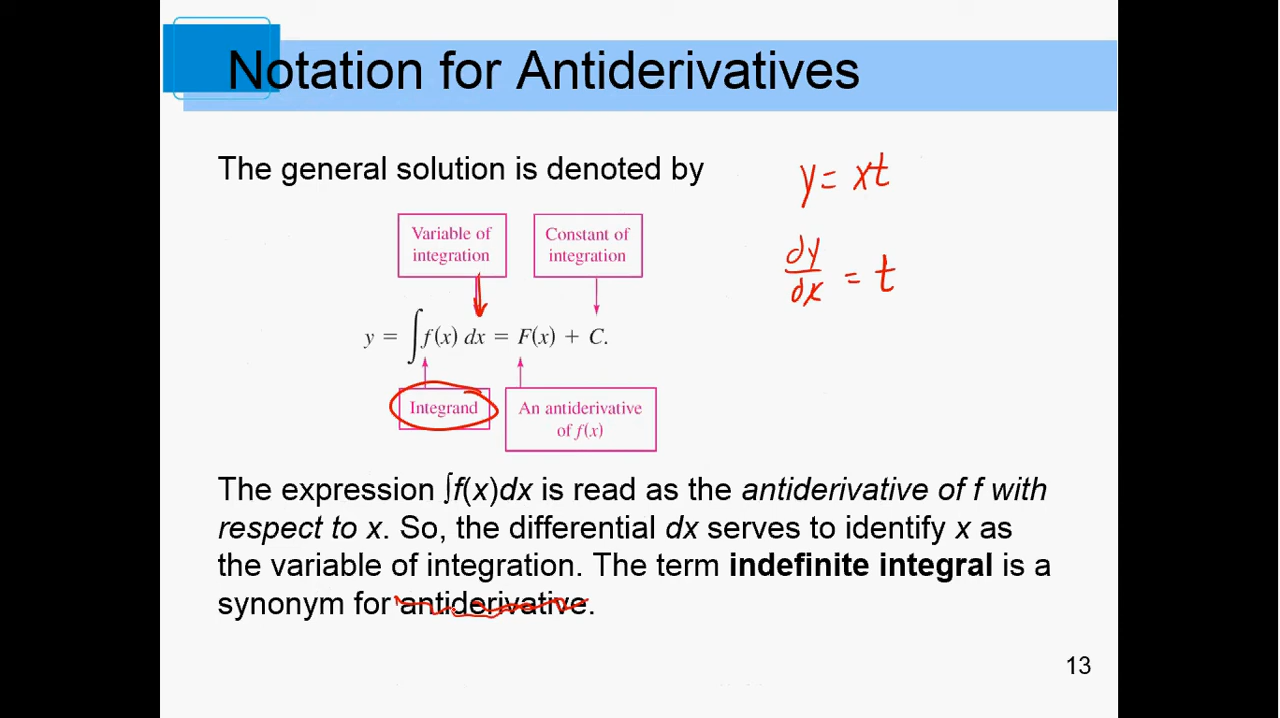 Notation for Antiderivatives
The general solution is denoted by
y = xt
dy/dx = t
Variable of
integration
Constant of
integration
y = ∫f(x) dx = F(x) + C.
Integrand
An antiderivative
of f(x)
The expression ∫f(x)dx is read as the antiderivative of f with
respect to x. So, the differential dx serves to identify x as
the variable of integration. The term indefinite integral is a
synonym for antiderivative.
13